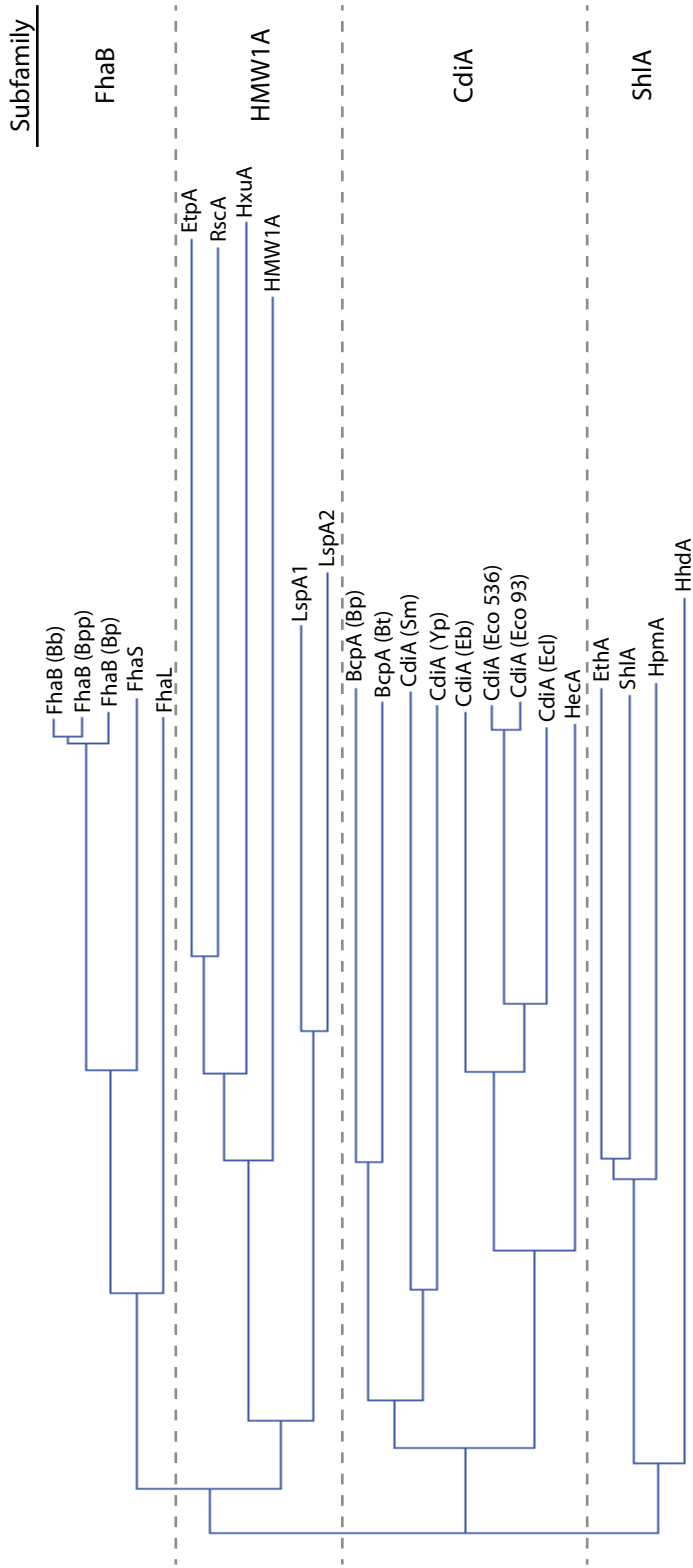 Subfamily
FhaB
HMW1A
CdiA
ShlA
FhaB (Bb)
FhaB (Bpp)
FhaB (Bp)
FhaS
FhaL
EtpA
RscA
HxuA
HMW1A
LspA1
LspA2
BcpA (Bp)
BcpA (Bt)
CdiA (Sm)
CdiA (Yp)
CdiA (Eb)
CdiA (Eco 536)
CdiA (Eco 93)
CdiA (Ecl)
HecA
EthA
ShlA
HpmA
HhdA